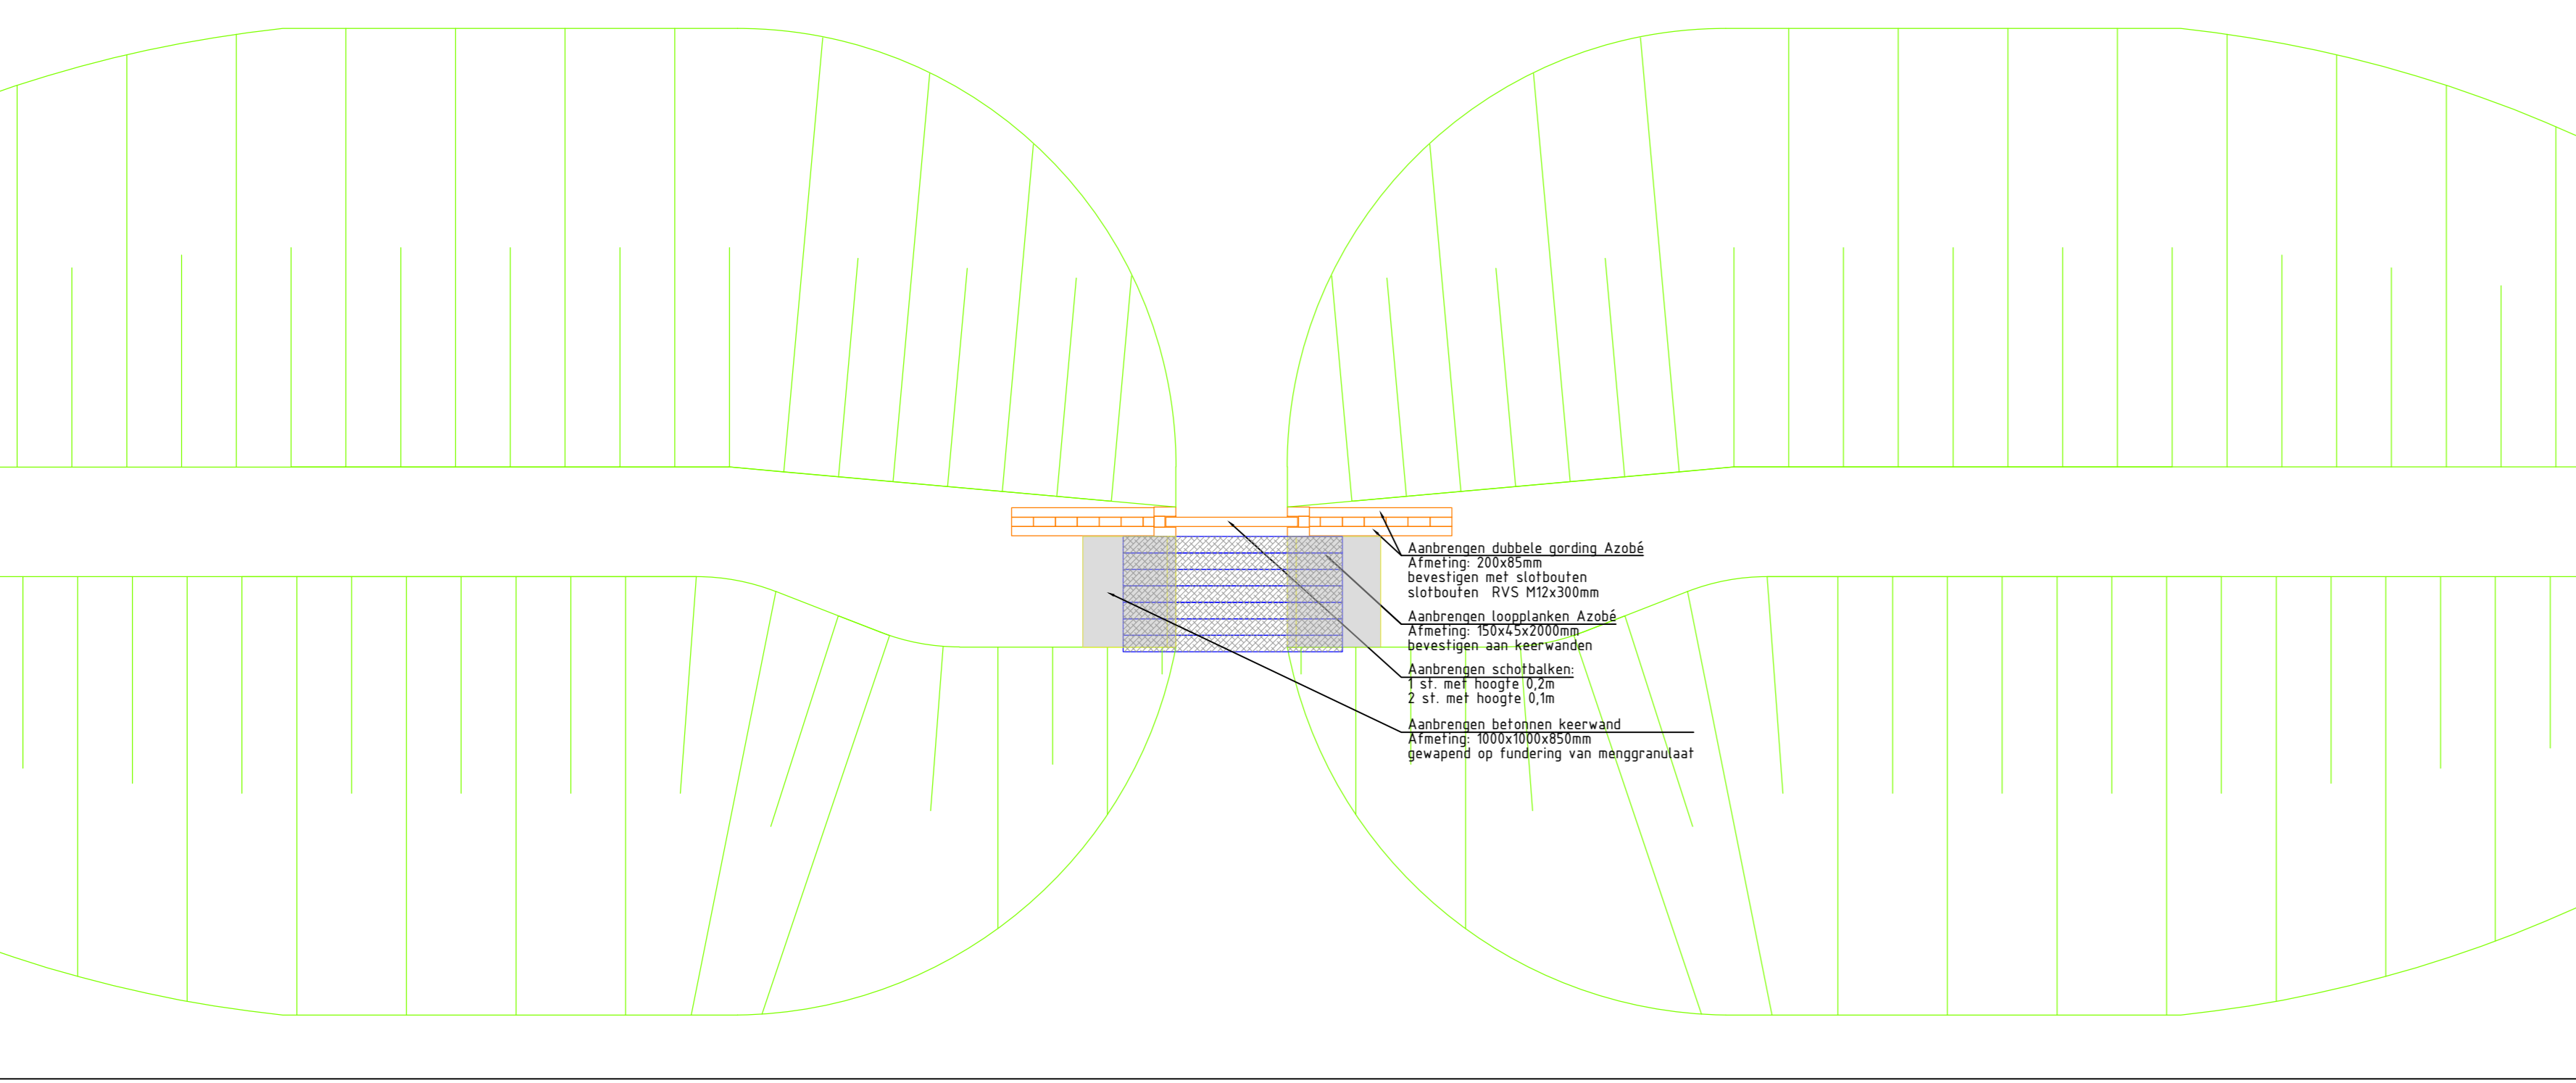 Aanbrengen dubbele gording Azobé
Afmeting: 200x85mm
bevestigen met slotbouten
slotbouten RVS M12x300mm
Aanbrengen loopplanken Azobé
Afmeting: 150x45x2000mm
bevestigen aan keerwanden
Aanbrengen schotbalken:
1 st. met hoogte 0,2m
2 st. met hoogte 0,1m
Aanbrengen betonnen keerwand
Afmeting: 1000x1000x850mm
gewapend op fundering van menggranulaat